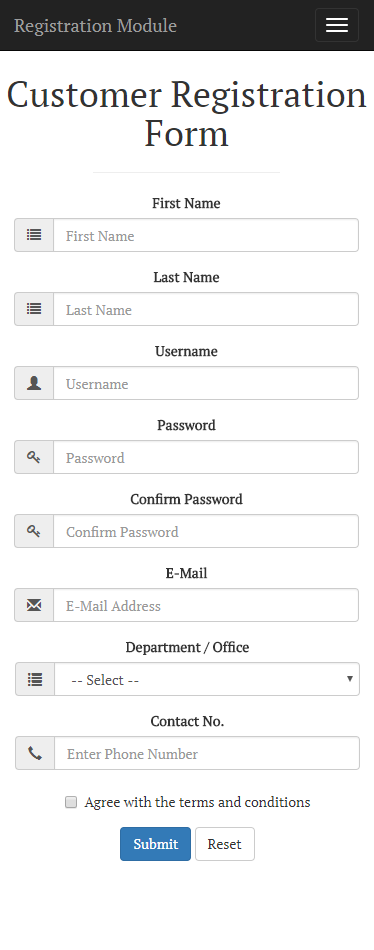 Registration Module
Customer Registration
Form
First Name
First Name
Last Name
Last Name
Username
Username
Password
Password
Confirm Password
Confirm Password
E-Mail
E-Mail Address
Department / Office
-- Select --
Contact No.
Enter Phone Number
Agree with the terms and conditions
Submit Reset